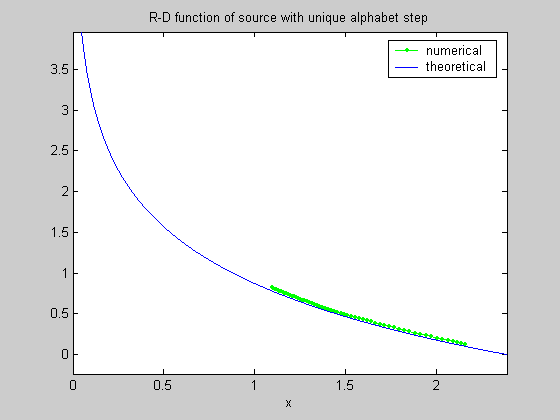 R-D function of source with unique alphabet step
numerical
theoretical
3.5
3
2.5
2
1.5
1
0.5
0
0 0.5 1 1.5 2
x